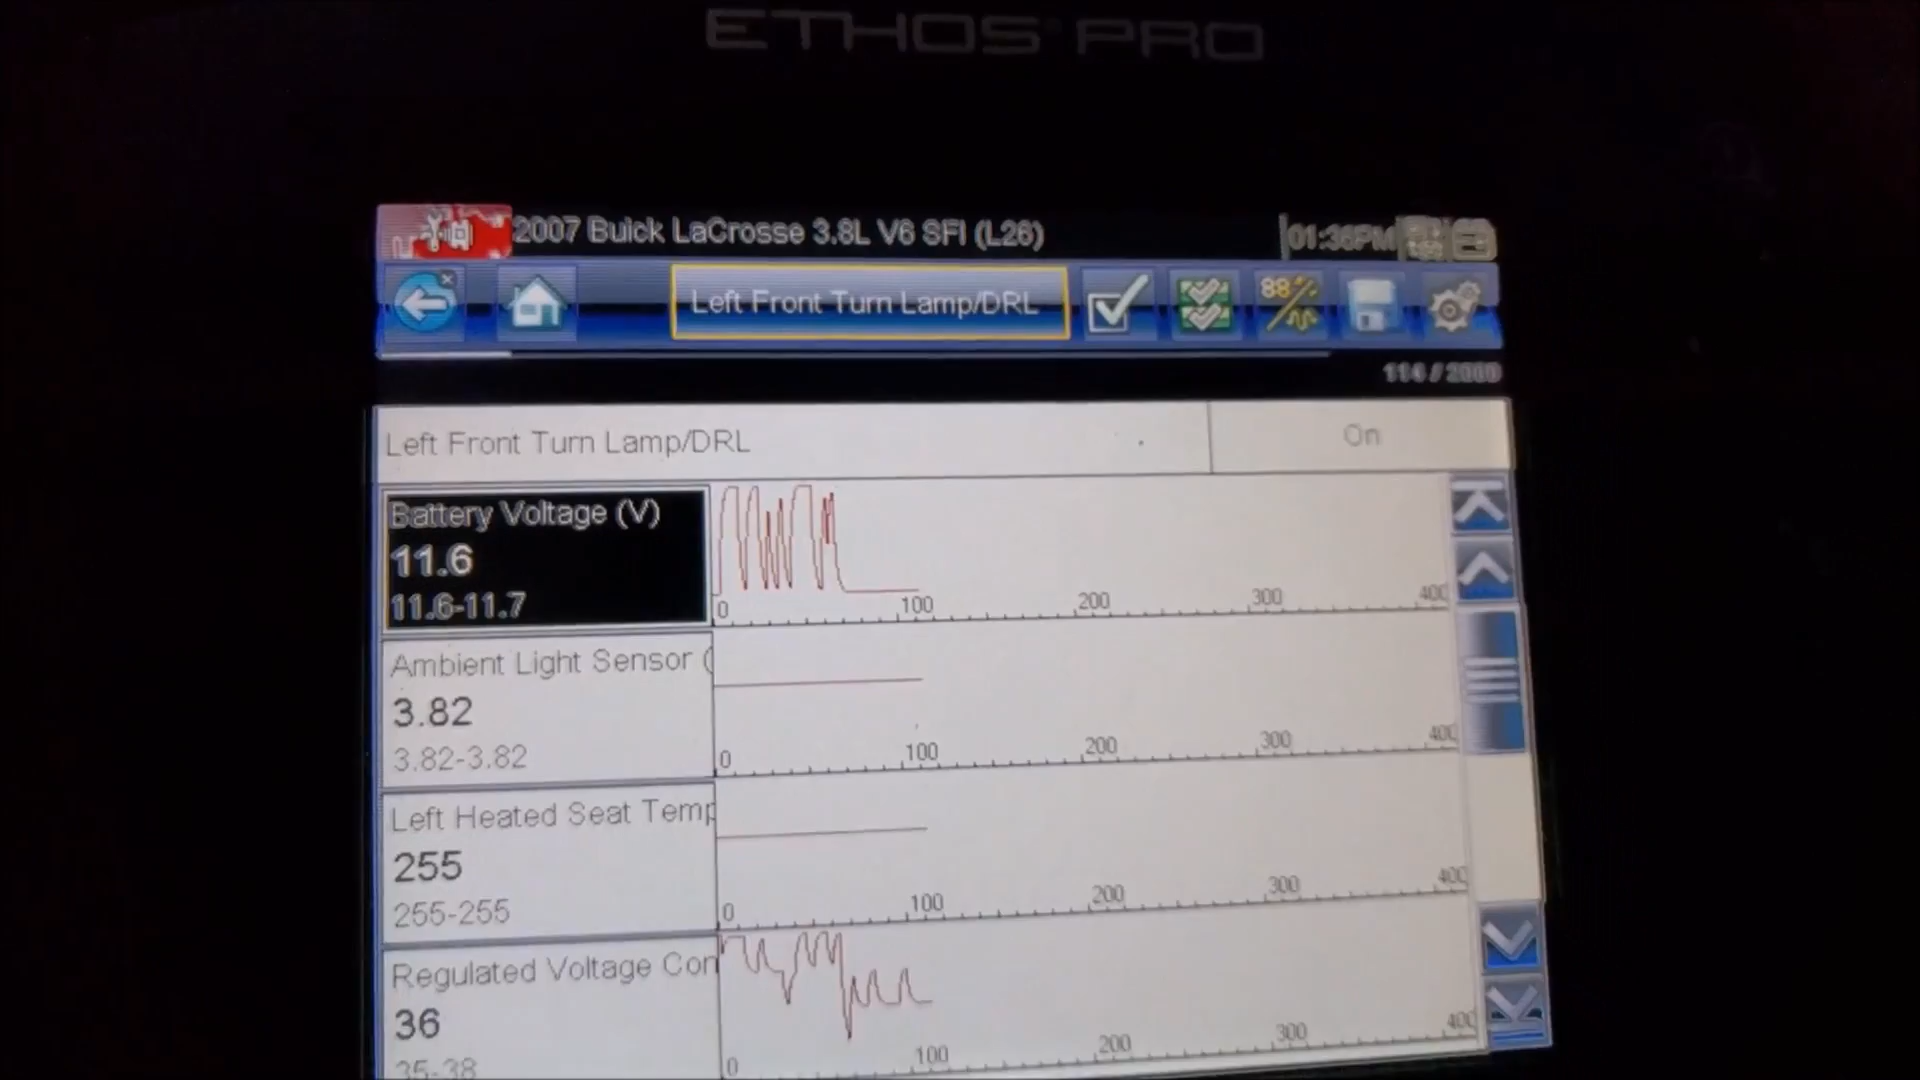 ETHOS® PRO
2007 Buick LaCrosse 3.8L V6 SFI (L26) 01:36PM
Left Front Turn Lamp/DRL 88
114 / 2000
Left Front Turn Lamp/DRL On
Battery Voltage (V)
11.6
11.6-11.7
0 100 200 300 400
Ambient Light Sensor (
3.82
3.82-3.82
0 100 200 300 400
Left Heated Seat Temp
255
255-255
0 100 200 300 400
Regulated Voltage Con
36
35-38
0 100 200 300 400